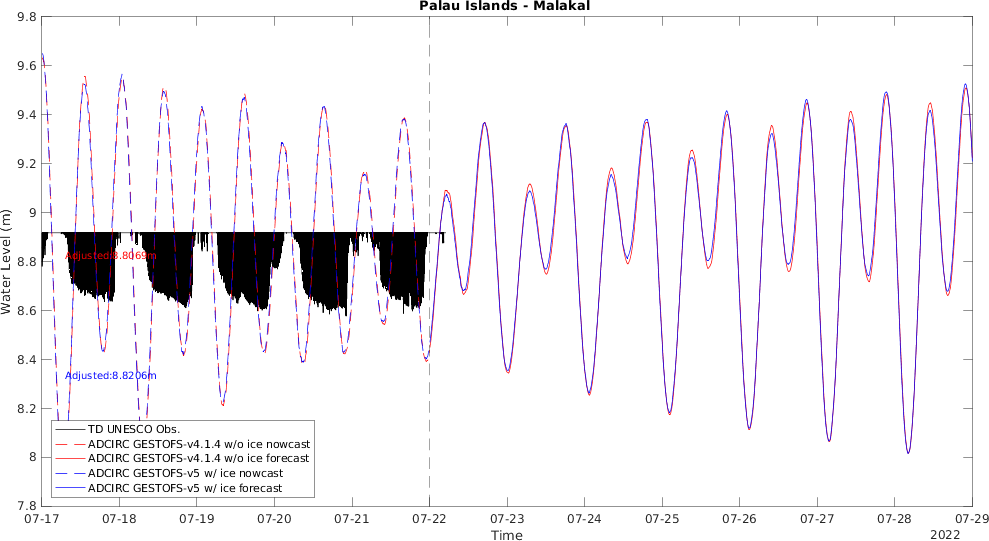 Palau Islands - Malakal
9.8
9.6
9.4
9.2
9
8.8
8.6
8.4
8.2
8
7.8
Water Level (m)
Adjusted:8.8069m
Adjusted:8.8206m
TD UNESCO Obs.
ADCIRC GESTOFS-v4.1.4 w/o ice nowcast
ADCIRC GESTOFS-v4.1.4 w/o ice forecast
ADCIRC GESTOFS-v5 w/ ice nowcast
ADCIRC GESTOFS-v5 w/ ice forecast
07-17 07-18 07-19 07-20 07-21 07-22 07-23 07-24 07-25 07-26 07-27 07-28 07-29
Time
2022